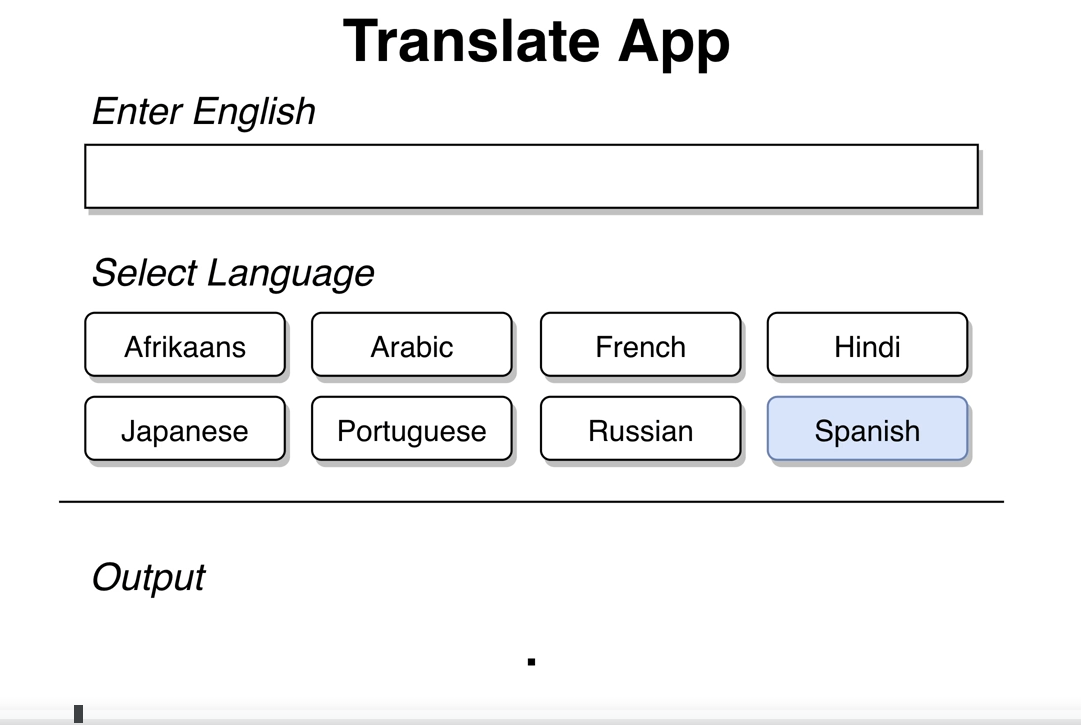 Translate App
Enter English
Select Language
Afrikaans Arabic French Hindi
Japanese Portuguese Russian Spanish
Output
.